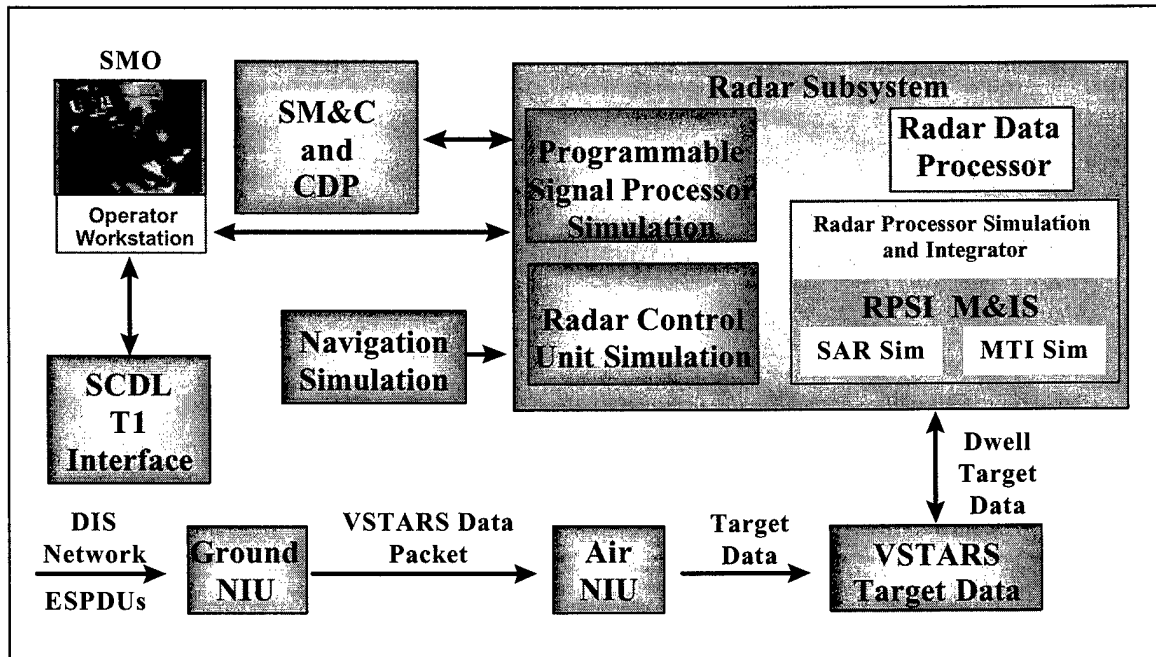 SMO
Operator
Workstation
SM&C
and
CDP
Radar Subsystem
Programmable
Signal Processor
Simulation
Radar Data
Processor
Radar Processor Simulation
and Integrator
RPSI M&IS
SAR Sim
MTI Sim
Radar Control
Unit Simulation
Navigation
Simulation
SCDL
T1
Interface
Dwell
Target
Data
DIS
Network
ESPDUs
Ground
NIU
VSTARS Data
Packet
Air
NIU
Target
Data
VSTARS
Target Data